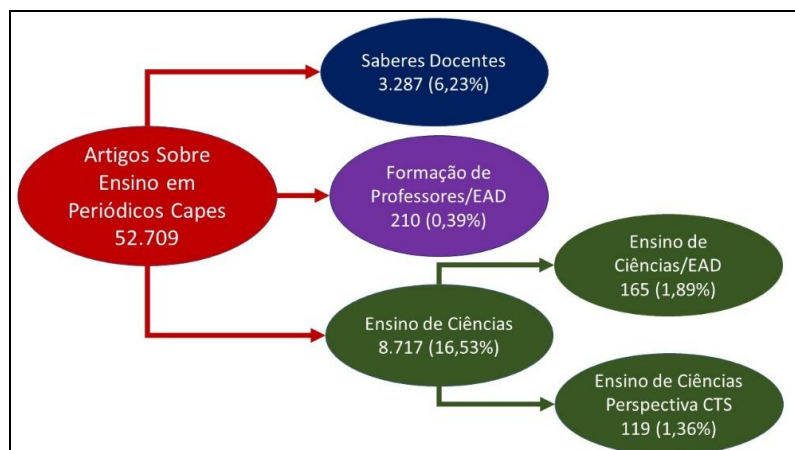 Saberes Docentes
3.287 (6,23%)
Artigos Sobre
Ensino em
Periódicos Capes
52.709
Formação de
Professores/EAD
210 (0,39%)
Ensino de
Ciências/EAD
165 (1,89%)
Ensino de Ciências
8.717 (16,53%)
Ensino de Ciências
Perspectiva CTS
119 (1,36%)